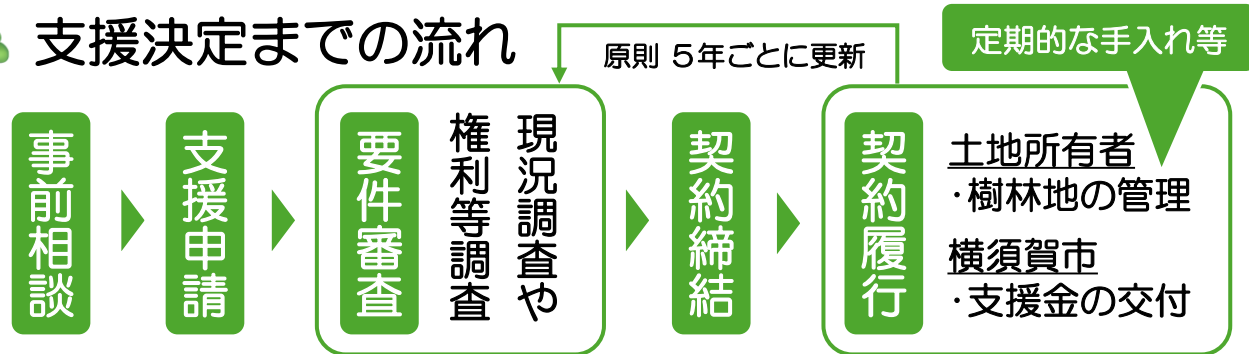 支援決定までの流れ
原則 5年ごとに更新
定期的な手入れ等
事前相談
支援申請
要件審査
現況調査や
権利等調査
契約締結
契約履行
土地所有者
・樹林地の管理
横須賀市
・支援金の交付